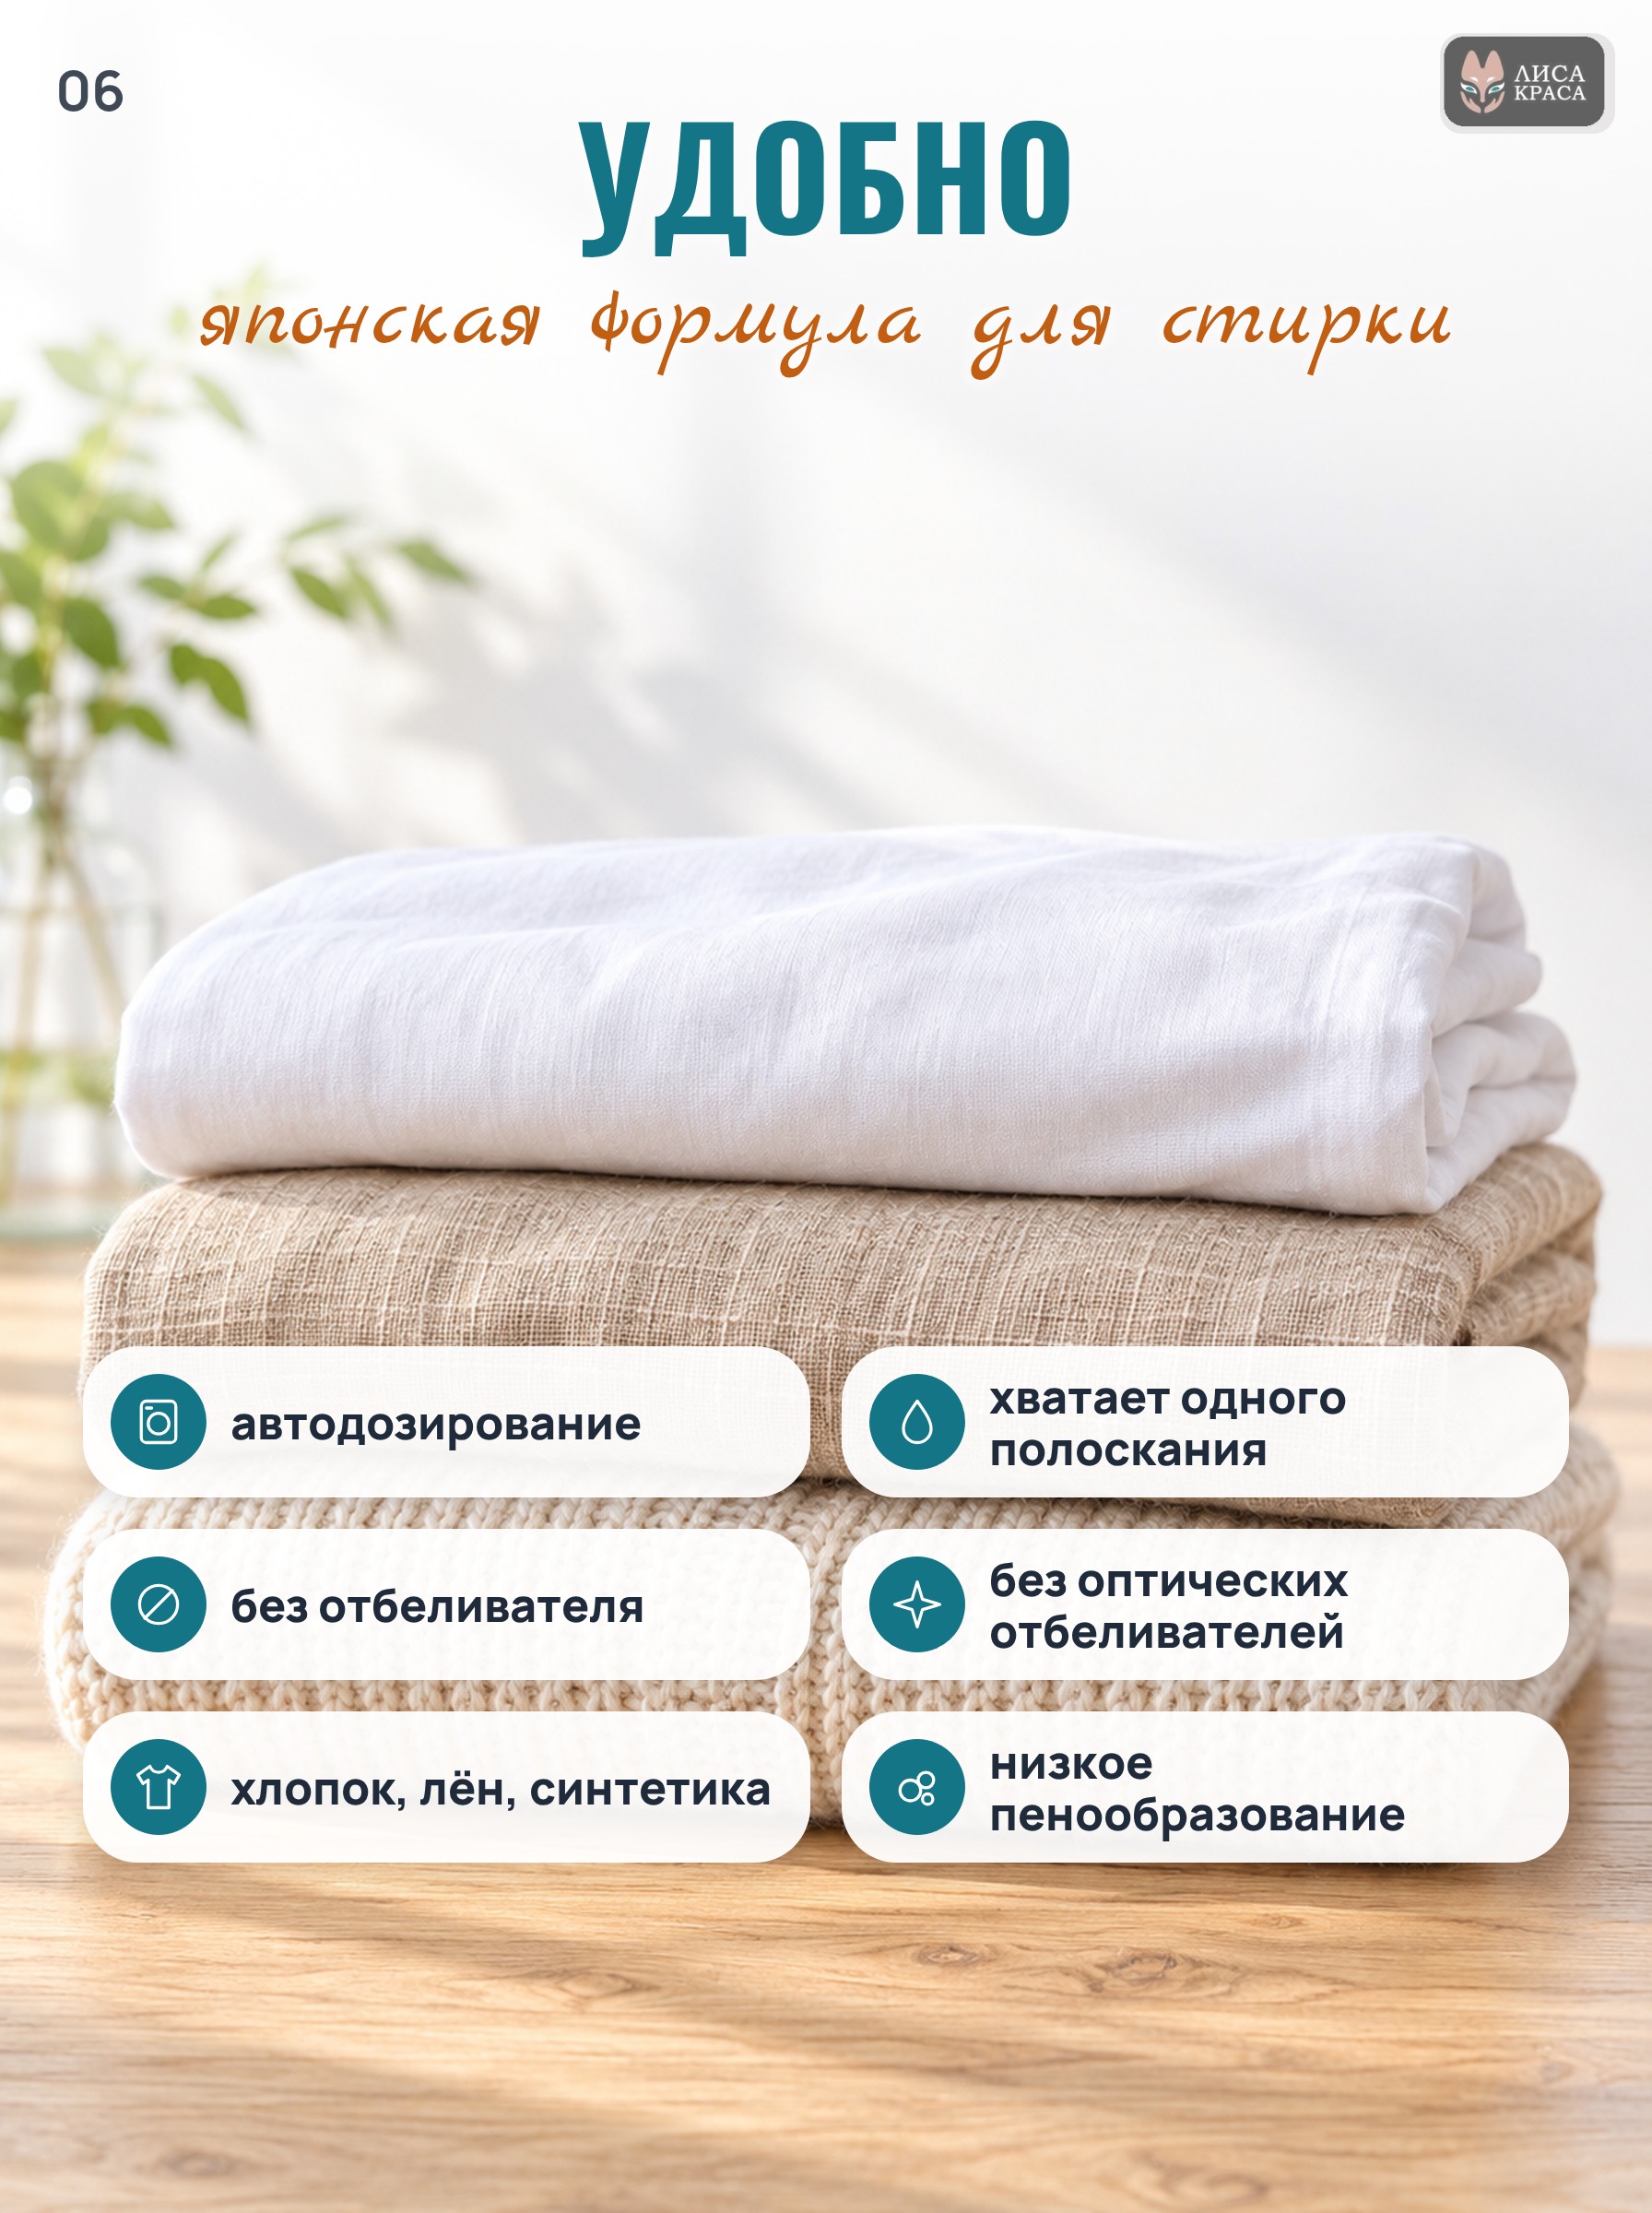 06
ЛИСА
КРАСА
УДОБНО
японская формула для стирки
автодозирование
хватает одного
полоскания
без отбеливателя
без оптических
отбеливателей
хлопок, лён, синтетика
низкое
пенообразование